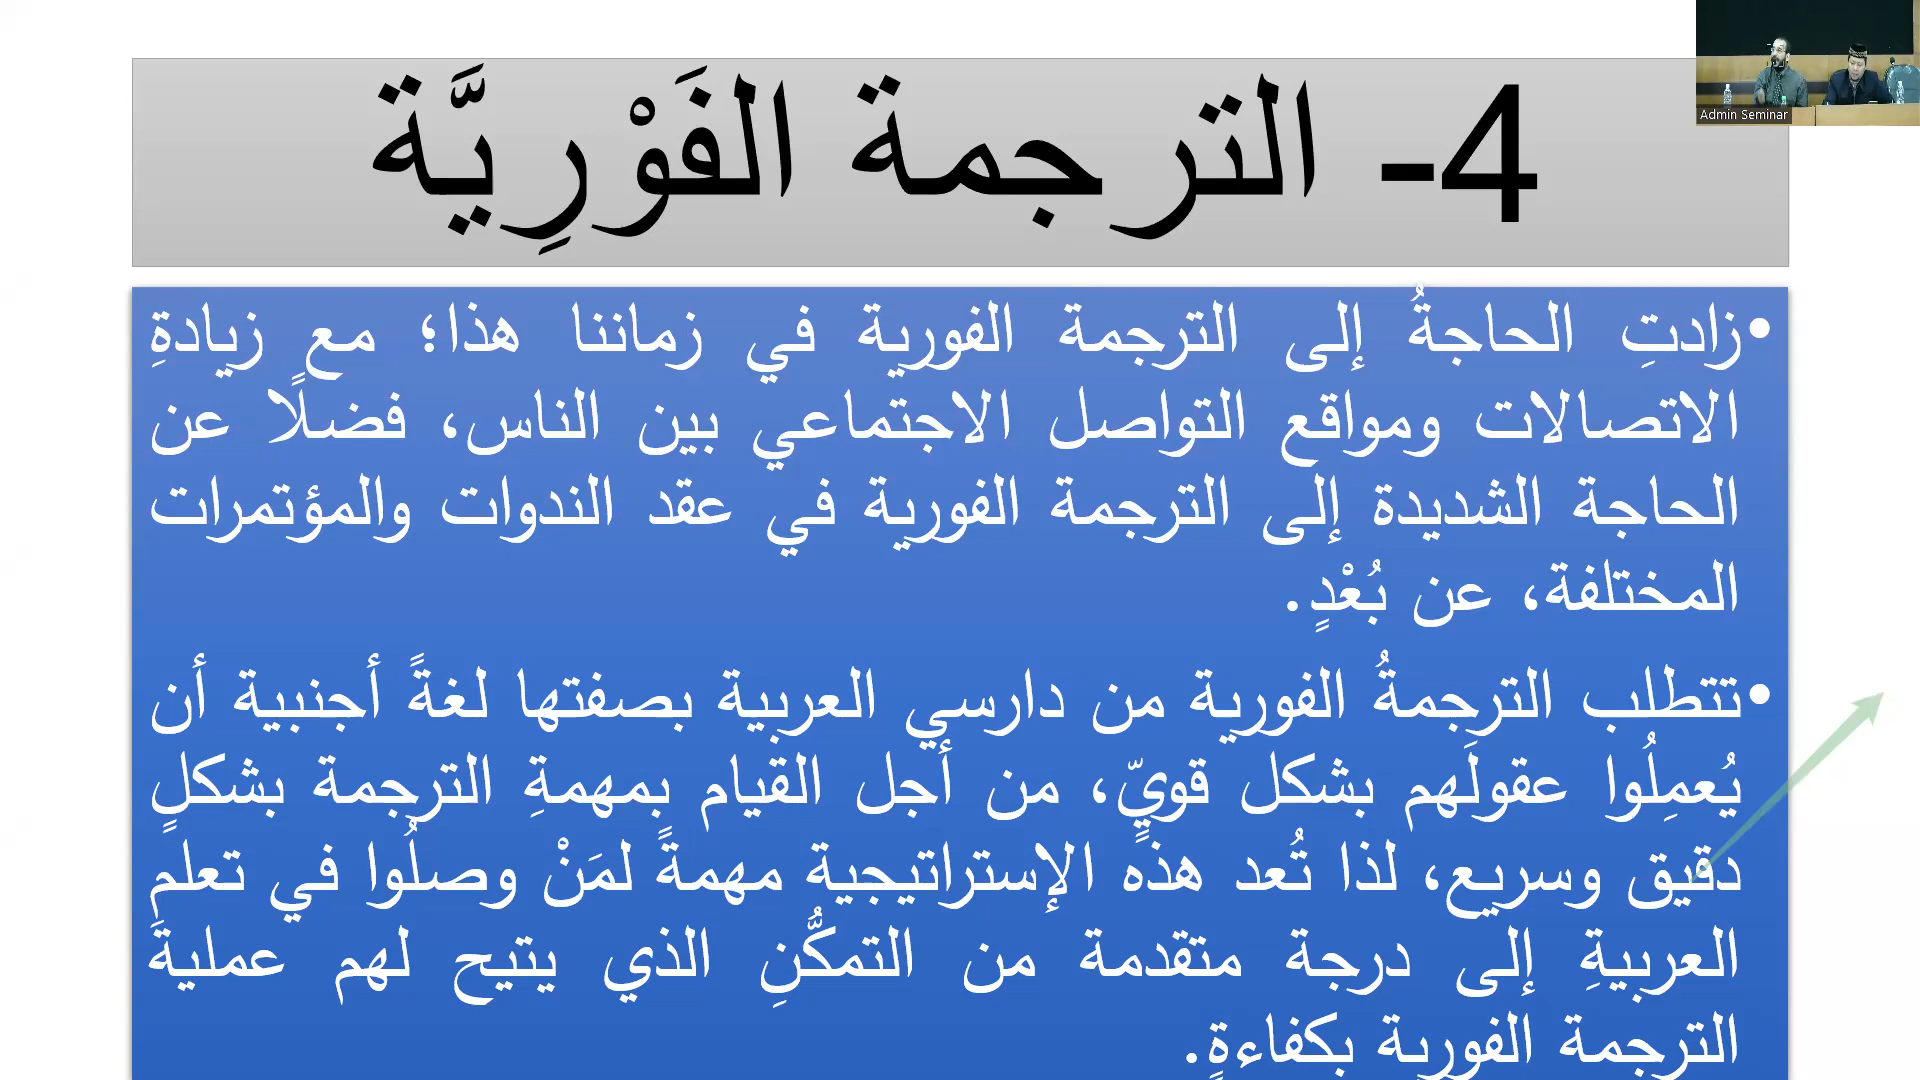 4- الترجمة الفَوْرِيَّة
Admin Seminar
•زادتِ الحاجةُ إلى الترجمة الفورية في زماننا هذا؛ مع زيادةِ
الاتصالات ومواقع التواصل الاجتماعي بين الناس، فضلًا عن
الحاجة الشديدة إلى الترجمة الفورية في عقد الندوات والمؤتمرات
المختلفة، عن بُعْدٍ.
•تتطلب الترجمةُ الفورية من دارسي العربية بصفتها لغةً أجنبية أن
يُعمِلُوا عقولَهم بشكل قويٍّ، من أجل القيام بمهمةِ الترجمة بشكلٍ
دقيق وسريع، لذا تُعد هذه الإستراتيجية مهمةً لمَنْ وصلُوا في تعلم
العربيةِ إلى درجة متقدمة من التمكُّنِ الذي يتيح لهم عمليةَ
الترجمة الفورية بكفاءةٍ.